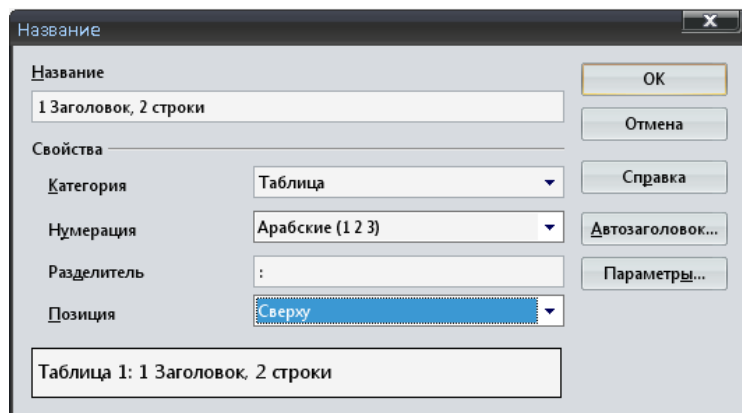 Название
X
Название
1 Заголовок, 2 строки
Свойства
Категория
Таблица
Нумерация
Арабские (1 2 3)
Разделитель
:
Позиция
Сверху
Таблица 1: 1 Заголовок, 2 строки
ОК
Отмена
Справка
Автозаголовок...
Параметры...